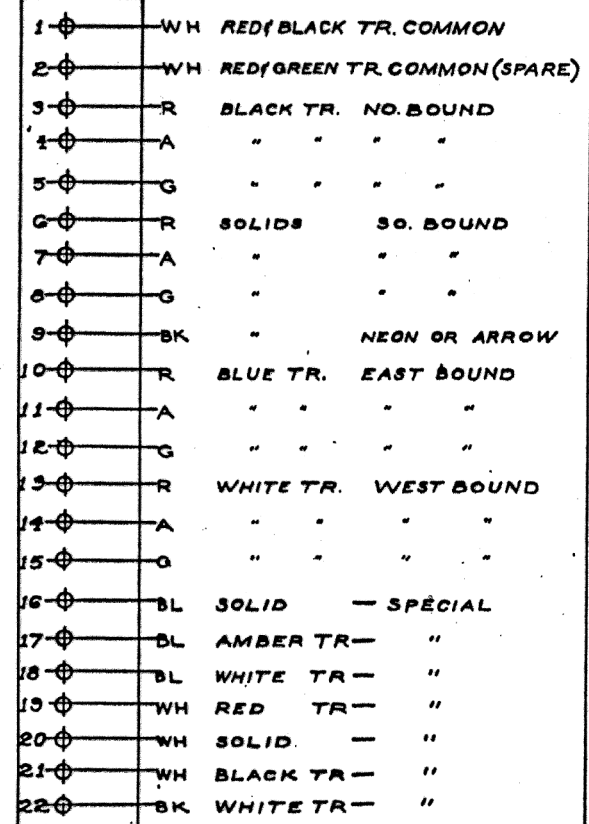 1 WH RED & BLACK TR. COMMON
2 WH RED & GREEN TR. COMMON (SPARE)
3 R BLACK TR. NO. BOUND
4 A " " " "
5 G " " " "
6 R SOLIDS SO. BOUND
7 A " " "
8 G " " "
9 BK " NEON OR ARROW
10 R BLUE TR. EAST BOUND
11 A " " " "
12 G " " " "
13 R WHITE TR. WEST BOUND
14 A " " " "
15 G " " " "
16 BL SOLID — SPECIAL
17 BL AMBER TR — "
18 BL WHITE TR — "
19 WH RED TR — "
20 WH SOLID. — "
21 WH BLACK TR — "
22 BK WHITE TR — "